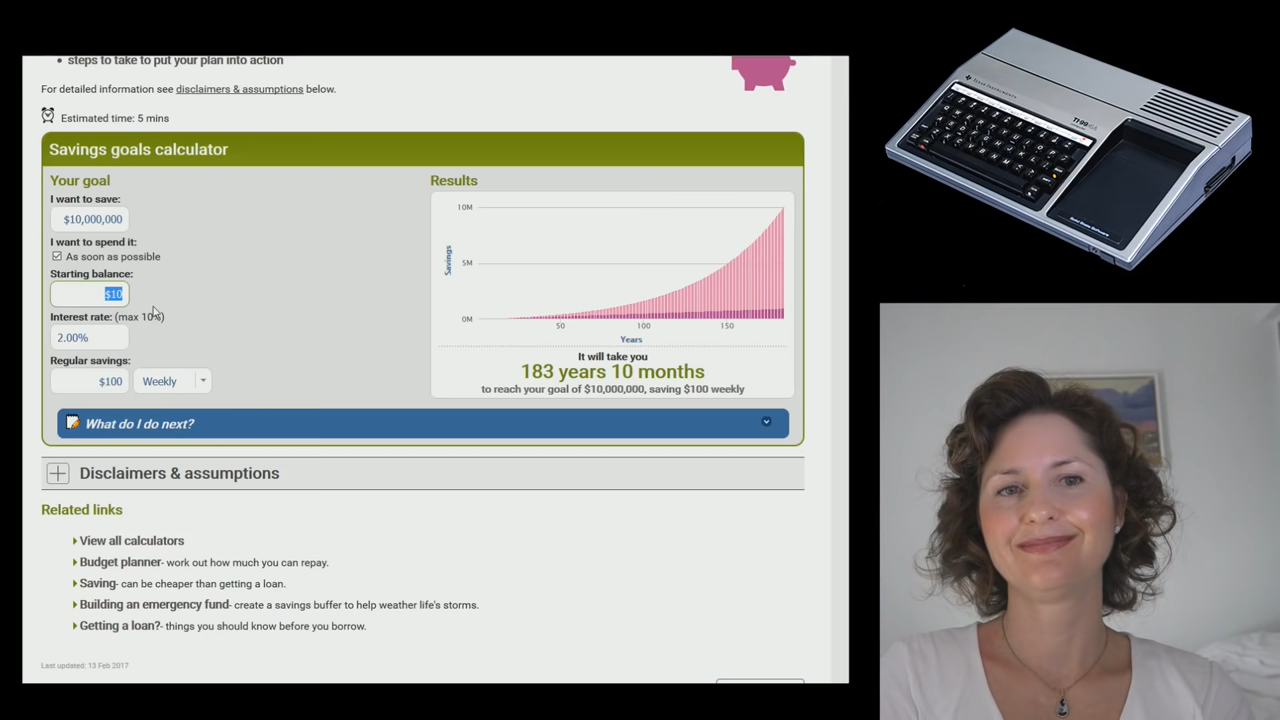 steps to take to put your plan into action
For detailed information see disclaimers & assumptions below.
Estimated time: 5 mins
Savings goals calculator
Your goal
I want to save:
$10,000,000
I want to spend it:
As soon as possible
Starting balance:
$10
Interest rate: (max 10%)
2.00%
Regular savings:
$100 Weekly
Results
10M
5M
0M
Savings
50 100 150
Years
It will take you
183 years 10 months
to reach your goal of $10,000,000, saving $100 weekly
What do I do next?
Disclaimers & assumptions
Related links
View all calculators
Budget planner- work out how much you can repay.
Saving- can be cheaper than getting a loan.
Building an emergency fund- create a savings buffer to help weather life's storms.
Getting a loan?- things you should know before you borrow.
Last updated: 13 Feb 2017
Texas Instruments
TI-99/4A
Solid State Software